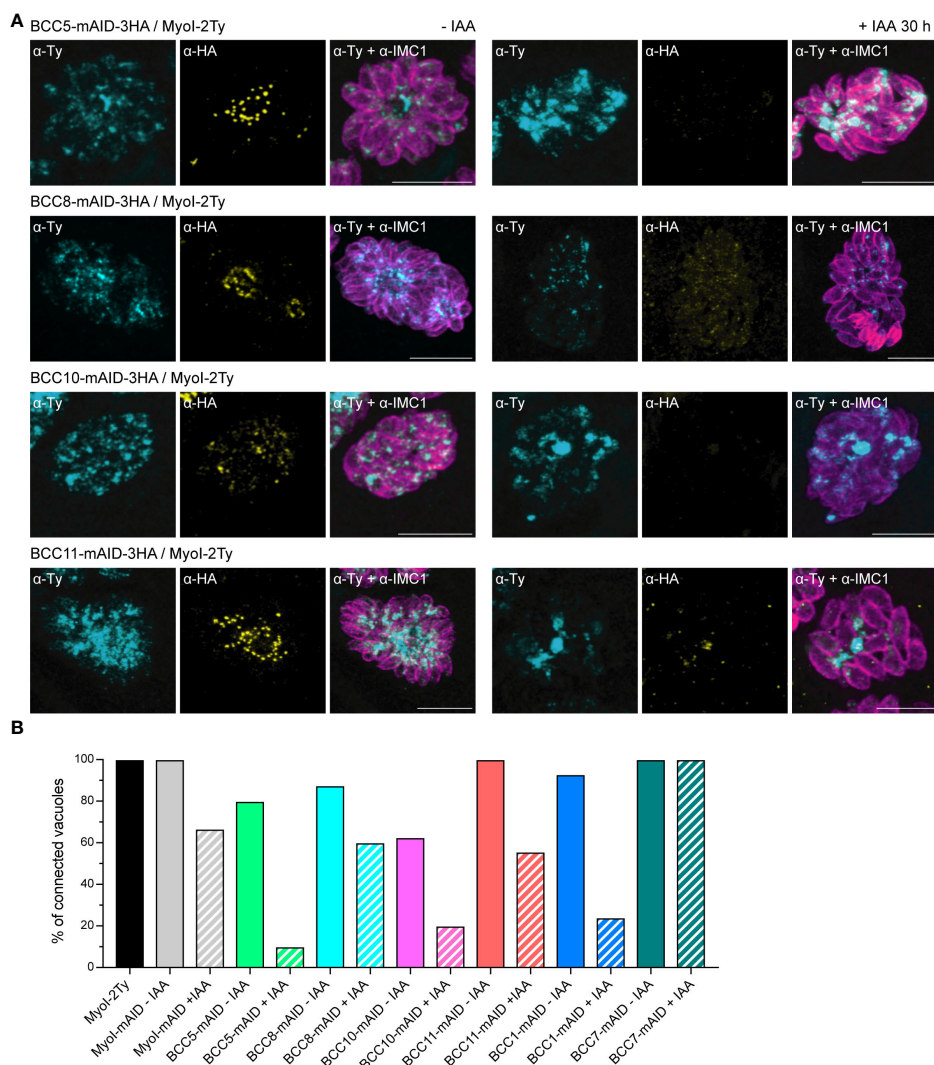 A
BCC5-mAID-3HA / MyoI-2Ty - IAA + IAA 30 h
α-Ty α-HA α-Ty + α-IMC1 α-Ty α-HA α-Ty + α-IMC1
BCC8-mAID-3HA / MyoI-2Ty
α-Ty α-HA α-Ty + α-IMC1 α-Ty α-HA α-Ty + α-IMC1
BCC10-mAID-3HA / MyoI-2Ty
α-Ty α-HA α-Ty + α-IMC1 α-Ty α-HA α-Ty + α-IMC1
BCC11-mAID-3HA / MyoI-2Ty
α-Ty α-HA α-Ty + α-IMC1 α-Ty α-HA α-Ty + α-IMC1
B
% of connected vacuoles
100
80
60
40
20
0
MyoI-2Ty
MyoI-mAID - IAA
MyoI-mAID +IAA
BCC5-mAID - IAA
BCC5-mAID + IAA
BCC8-mAID - IAA
BCC8-mAID + IAA
BCC10-mAID - IAA
BCC10-mAID + IAA
BCC11-mAID - IAA
BCC11-mAID +IAA
BCC1-mAID - IAA
BCC1-mAID + IAA
BCC7-mAID - IAA
BCC7-mAID + IAA